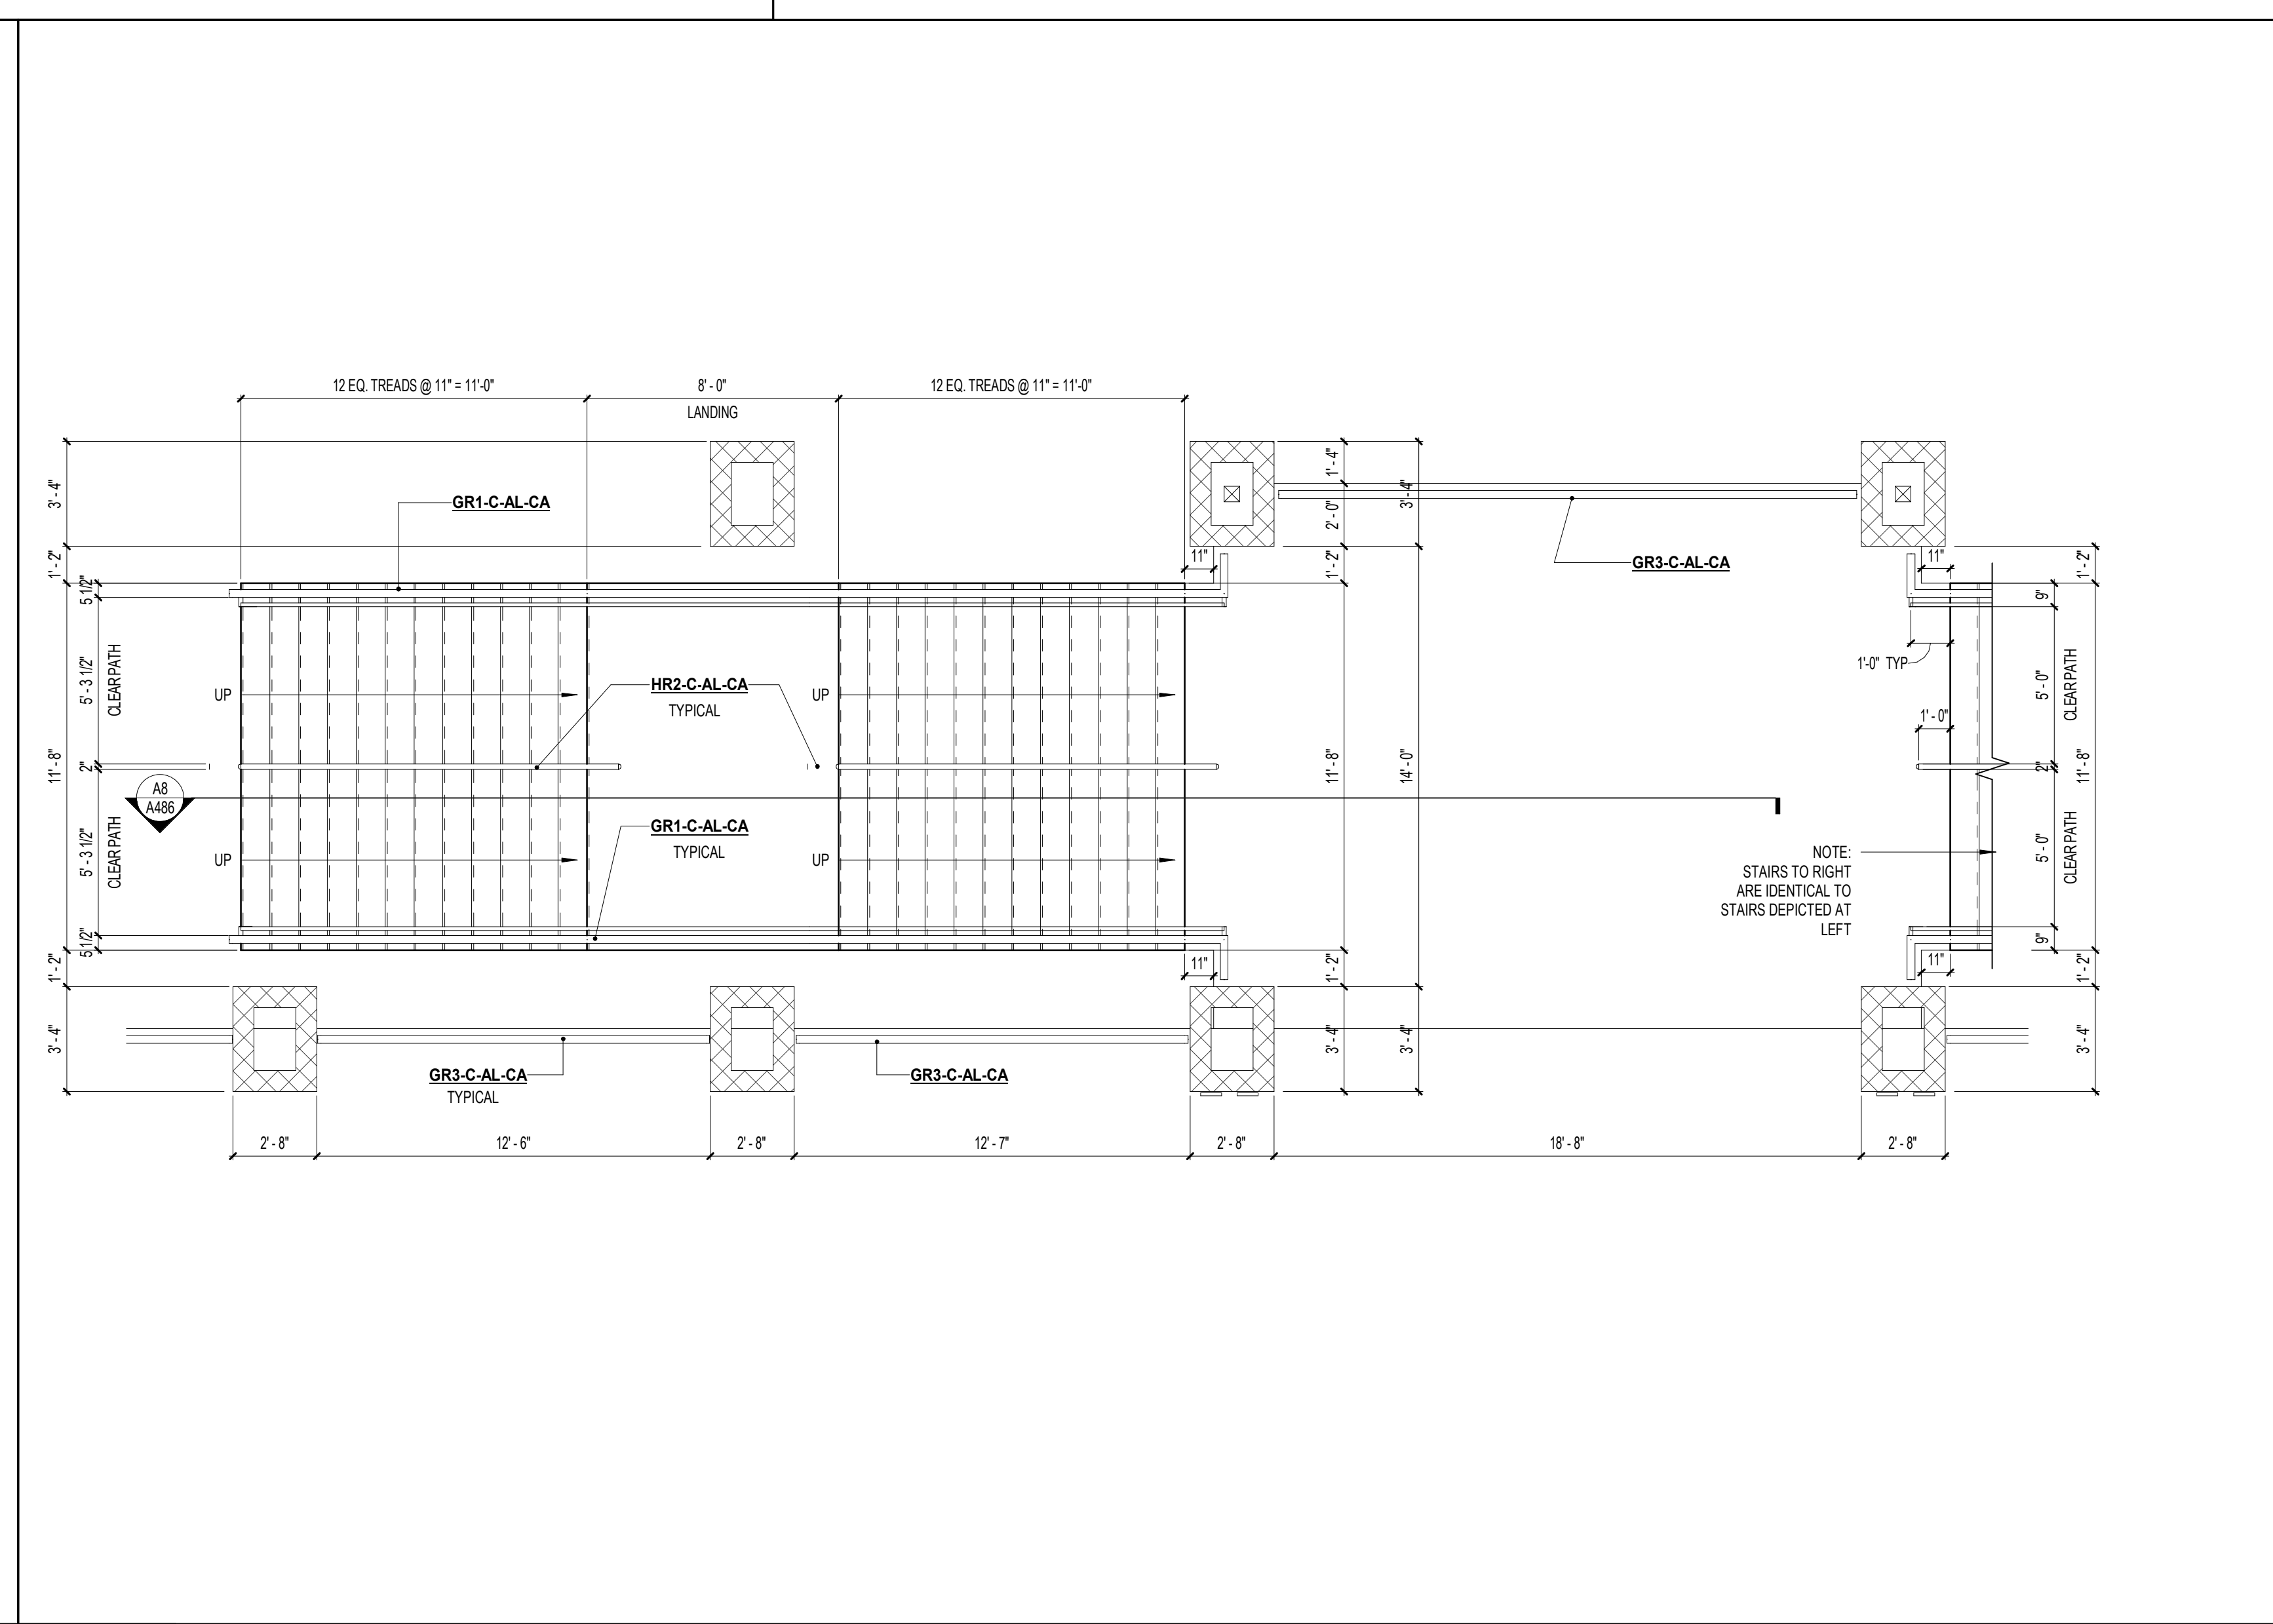 12 EQ. TREADS @ 11" = 11'-0"
8' - 0"
LANDING
12 EQ. TREADS @ 11" = 11'-0"
3' - 4"
1' - 2"
5 1/2"
5' - 3 1/2"
CLEAR PATH
11' - 8"
2"
5' - 3 1/2"
CLEAR PATH
5 1/2"
1' - 2"
3' - 4"
GR1-C-AL-CA
UP
UP
HR2-C-AL-CA
TYPICAL
UP
UP
A8
A486
GR1-C-AL-CA
TYPICAL
1' - 4"
2' - 0"
3' - 4"
1' - 2"
11"
11' - 8"
14' - 0"
11"
1' - 2"
3' - 4"
3' - 4"
GR3-C-AL-CA
11"
1' - 2"
9"
1'-0" TYP
5' - 0"
CLEAR PATH
1' - 0"
2"
11' - 8"
5' - 0"
CLEAR PATH
NOTE:
STAIRS TO RIGHT
ARE IDENTICAL TO
STAIRS DEPICTED AT
LEFT
9"
11"
1' - 2"
3' - 4"
GR3-C-AL-CA
TYPICAL
GR3-C-AL-CA
2' - 8"
12' - 6"
2' - 8"
12' - 7"
2' - 8"
18' - 8"
2' - 8"